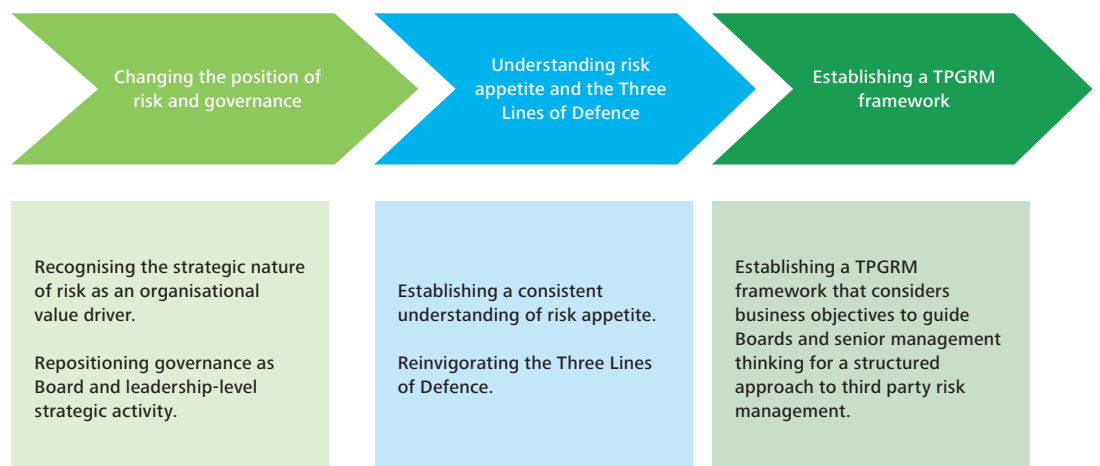 Changing the position of
risk and governance
Understanding risk
appetite and the Three
Lines of Defence
Establishing a TPGRM
framework
Recognising the strategic nature
of risk as an organisational
value driver.
Repositioning governance as
Board and leadership-level
strategic activity.
Establishing a consistent
understanding of risk appetite.
Reinvigorating the Three Lines
of Defence.
Establishing a TPGRM
framework that considers
business objectives to guide
Boards and senior management
thinking for a structured
approach to third party risk
management.